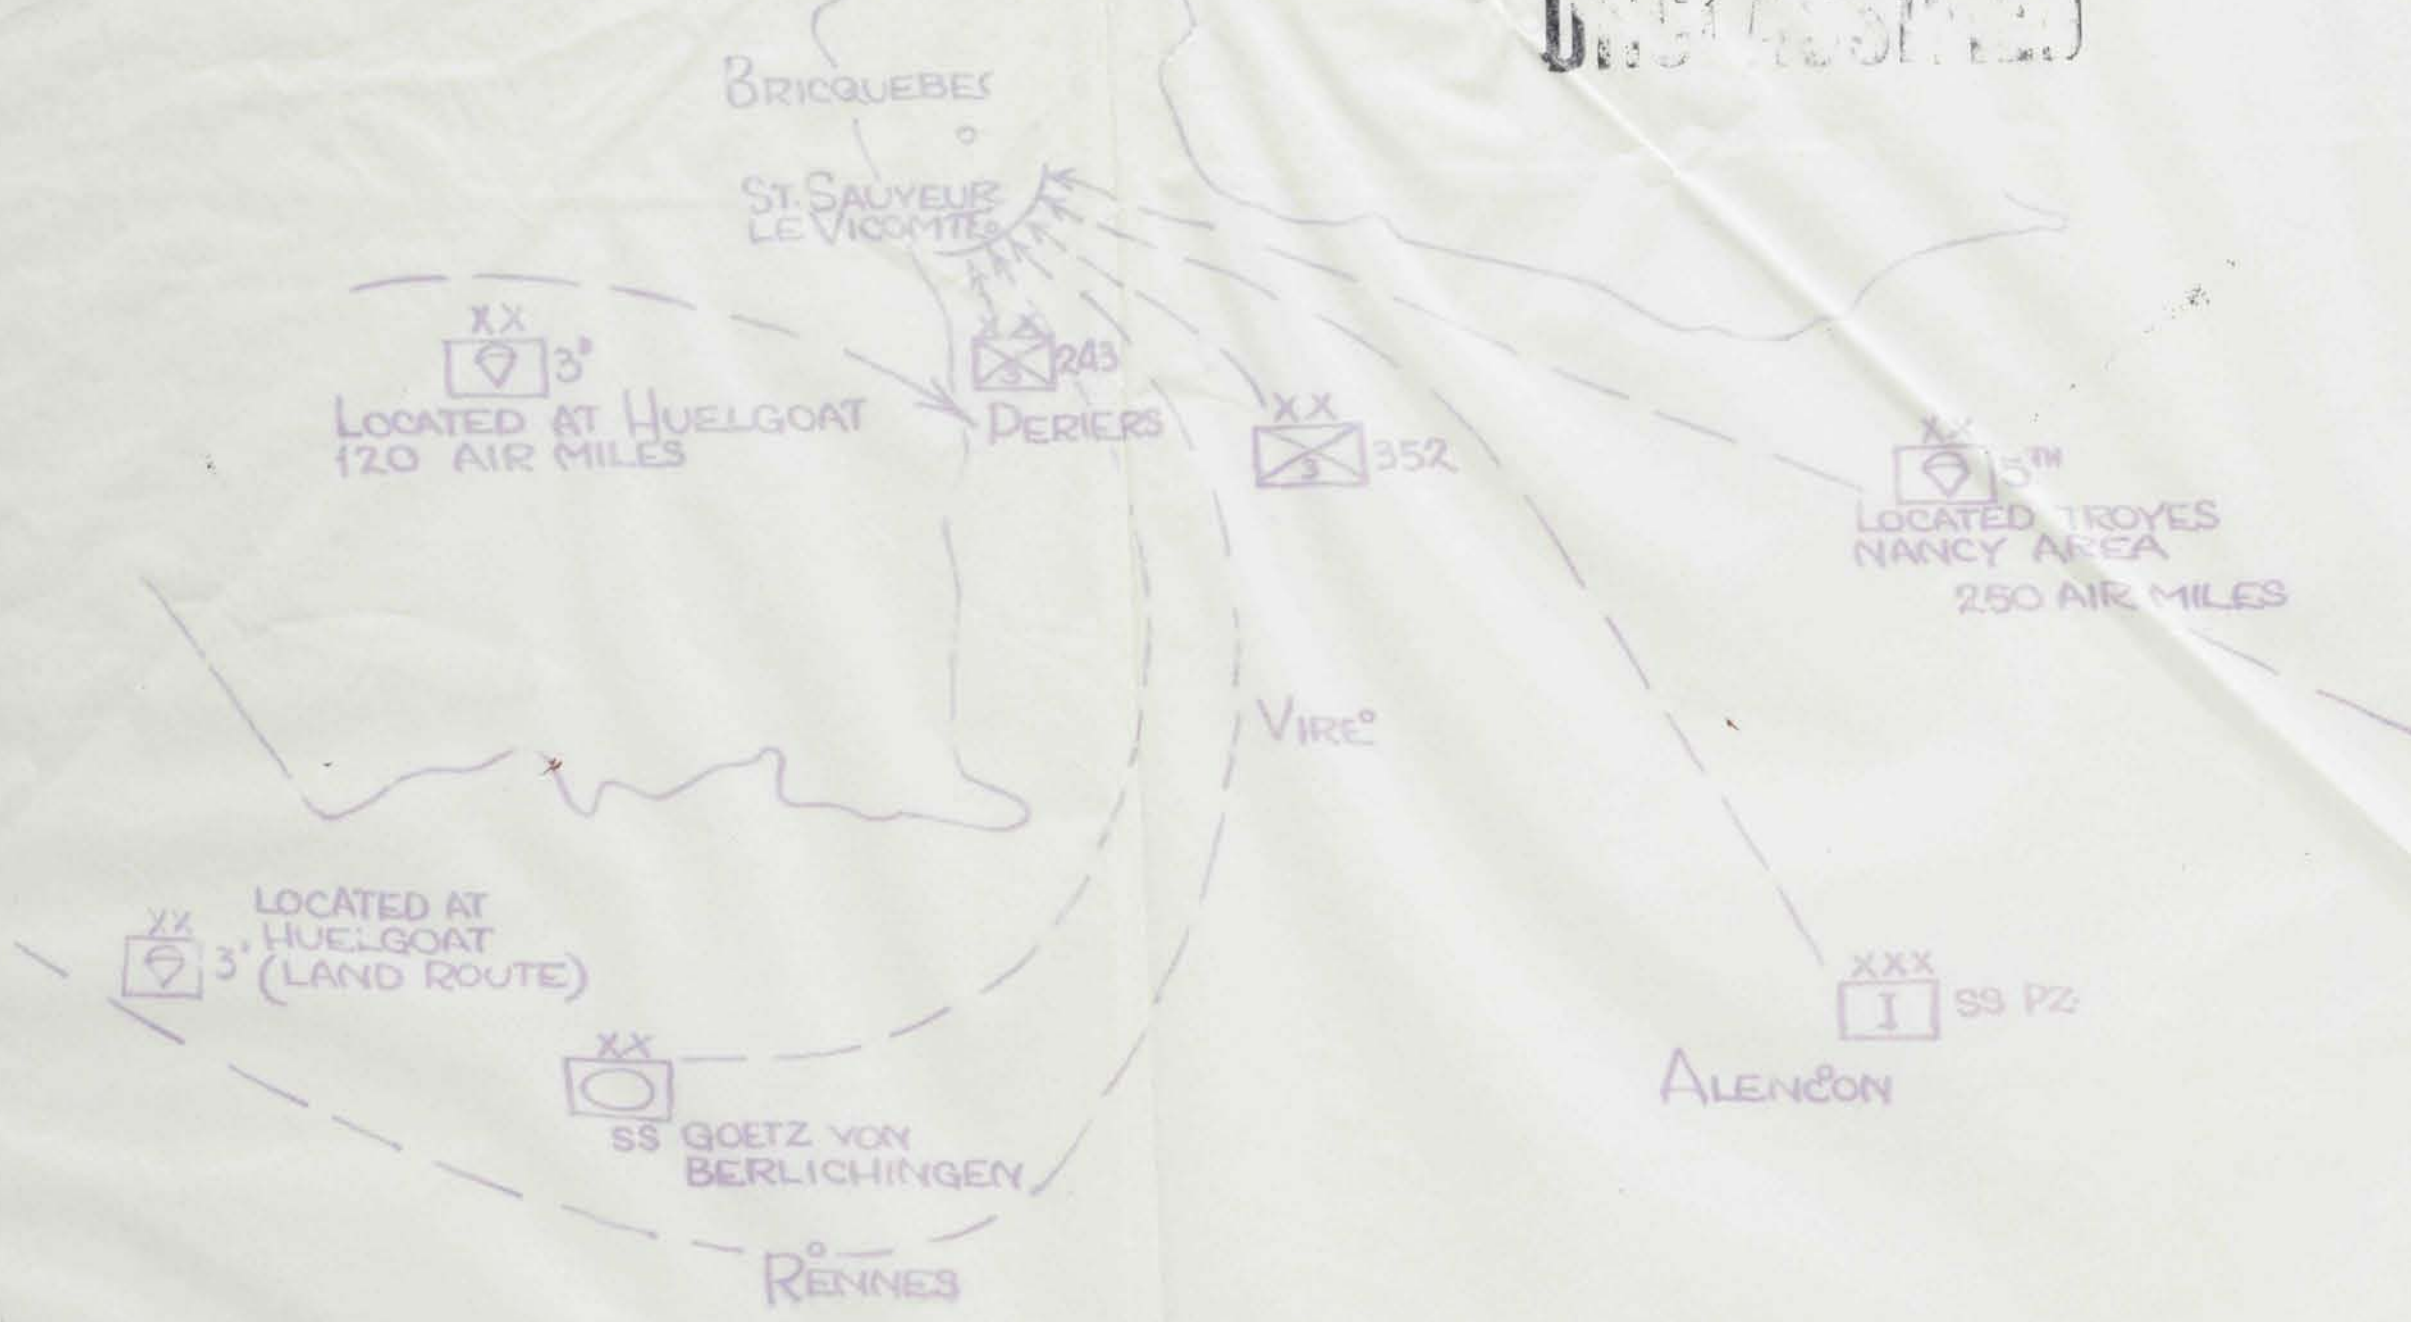 UNCLASSIFIED
BRICQUEBES
ST. SAUVEUR
LE VICOMTE
XX
3°
LOCATED AT HUELGOAT
120 AIR MILES
XX
3
243
PERIERS
XX
3
352
XX
5TH
LOCATED TROYES
NANCY AREA
250 AIR MILES
VIRE
LOCATED AT
HUELGOAT
(LAND ROUTE)
XX
3'
XX
SS GOETZ VON
BERLICHINGEN
XXX
I
SS PZ.
ALENCON
RENNES